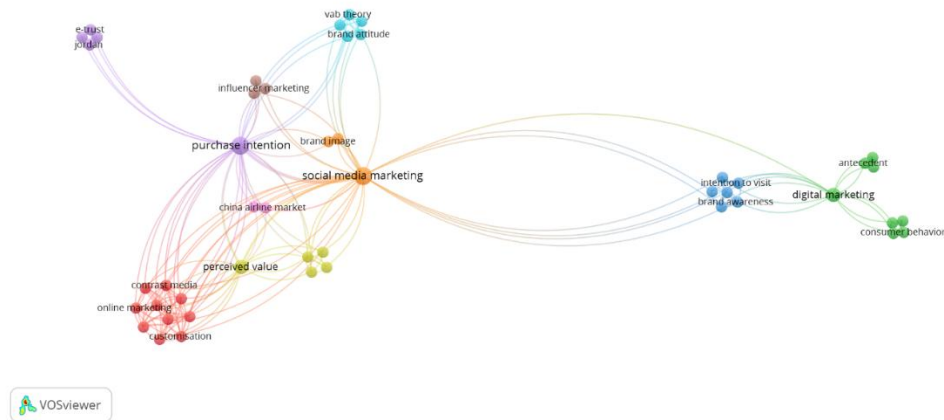 vab theory
brand attitude
e-trust
jordan
influencer marketing
purchase intention
brand image
social media marketing
antecedent
intention to visit
digital marketing
brand awareness
china airline market
consumer behavior
perceived value
contrast media
online marketing
customisation
VOSviewer